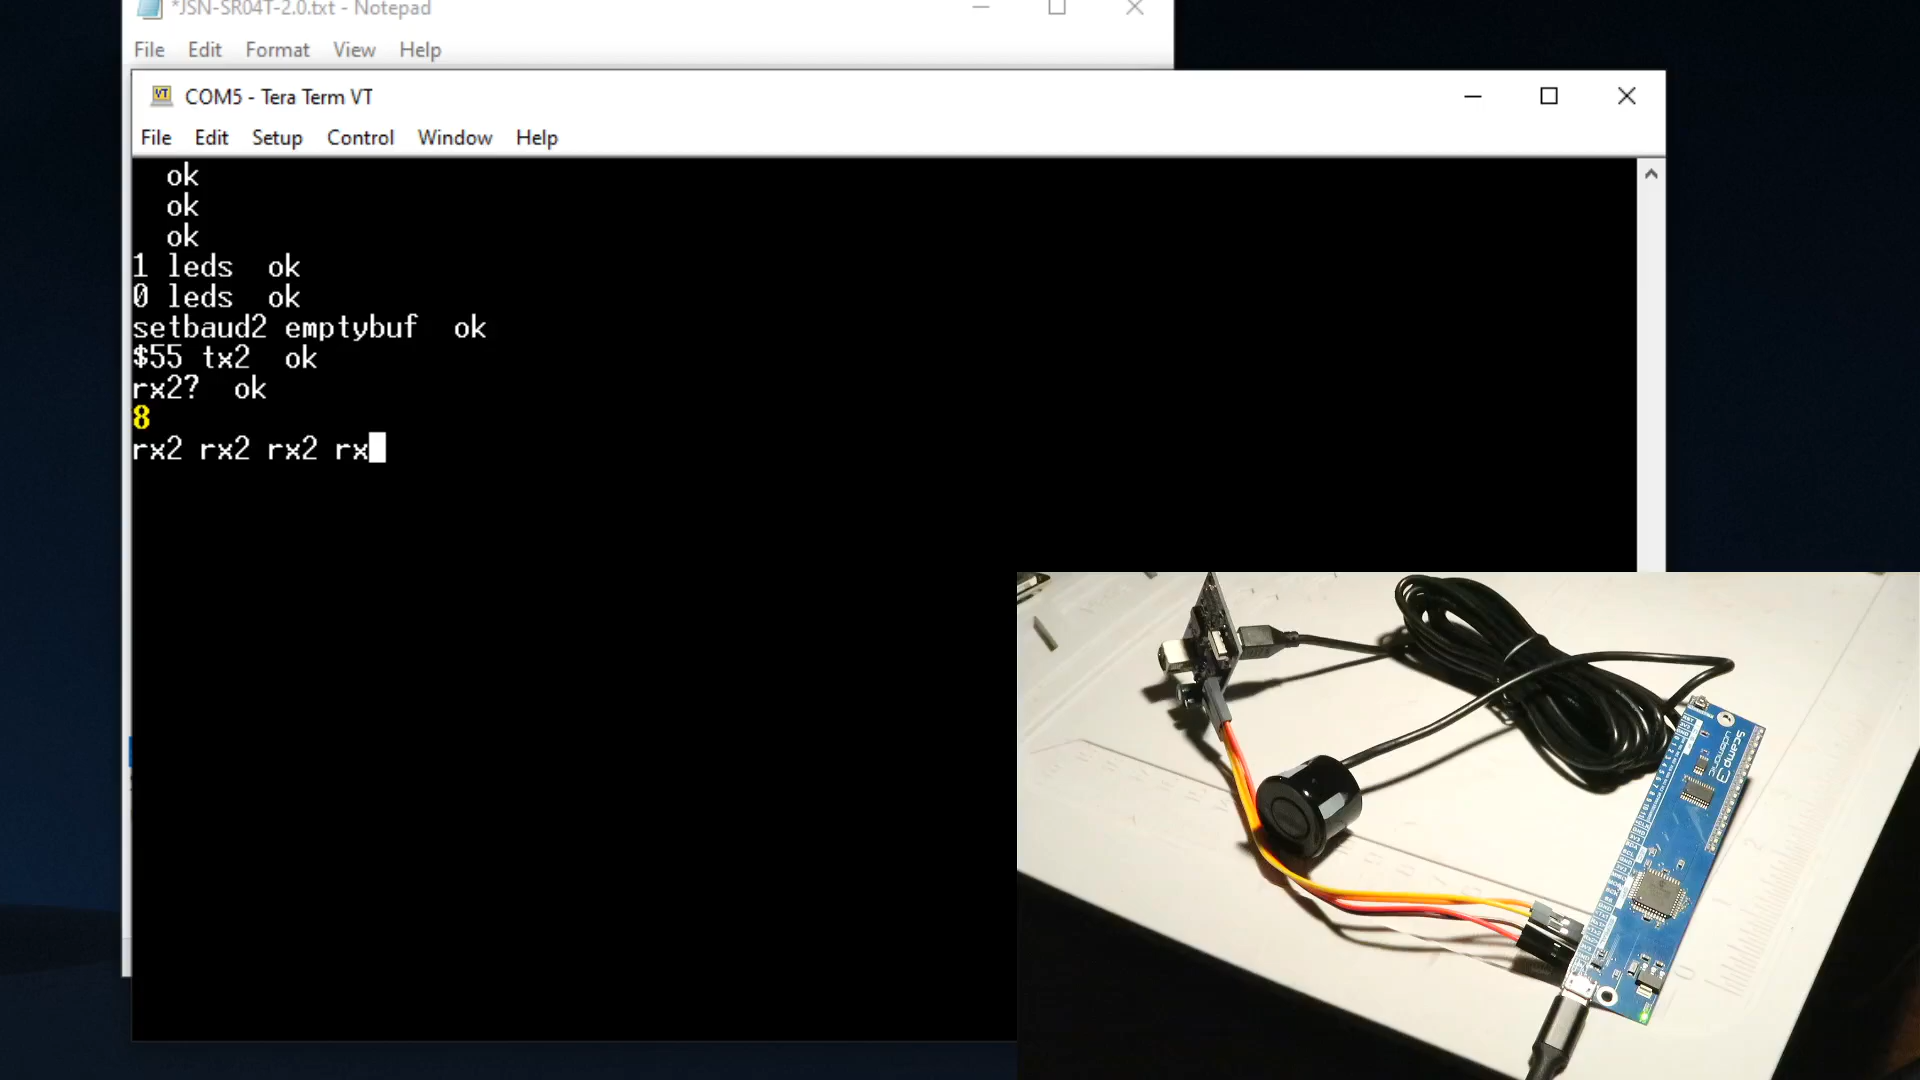 *JSN-SR04T-2.0.txt - Notepad
File Edit Format View Help
COM5 - Tera Term VT
File Edit Setup Control Window Help
ok
ok
ok
1 leds ok
0 leds ok
setbaud2 emptybuf ok
$55 tx2 ok
rx2? ok
8
rx2 rx2 rx2 rx
Scamp3
udamonic